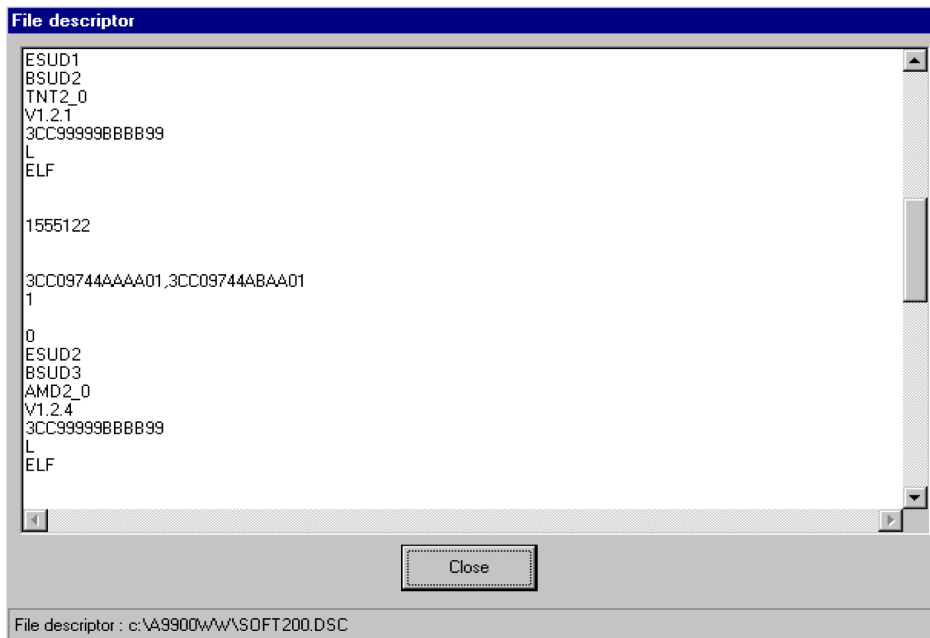 File descriptor
ESUD1
BSUD2
TNT2_0
V1.2.1
3CC99999BBBB99
L
ELF
1555122
3CC09744AAAA01,3CC09744ABAA01
1
0
ESUD2
BSUD3
AMD2_0
V1.2.4
3CC99999BBBB99
L
ELF
Close
File descriptor : c:\A9900WW\SOFT200.DSC